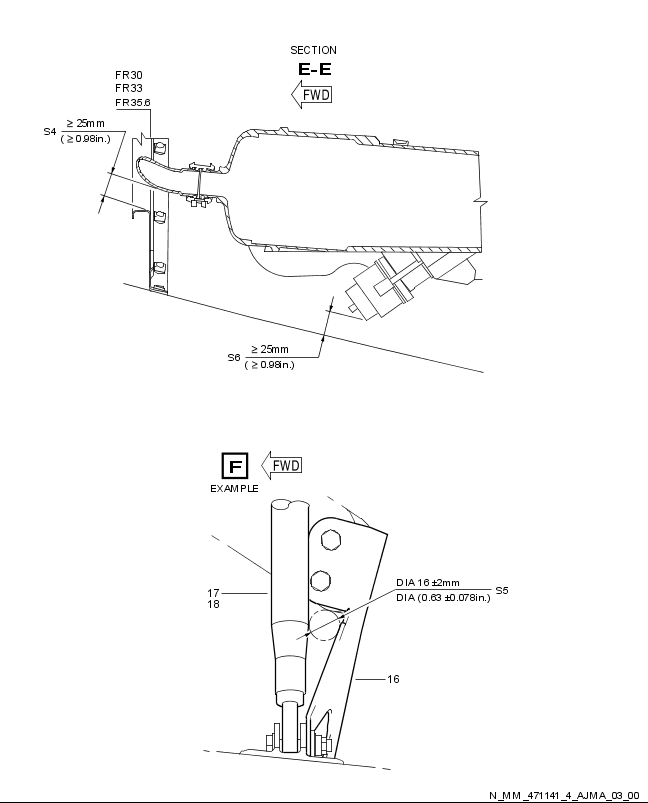 SECTION
E-E
FWD
FR30
FR33
FR35.6
S4 ≥ 25mm
( ≥ 0.98in.)
S6 ≥ 25mm
( ≥ 0.98in.)
F FWD
EXAMPLE
17
18
DIA 16 ±2mm
DIA (0.63 ±0.078in.) S5
16
N_MM_471141_4_AJMA_03_00